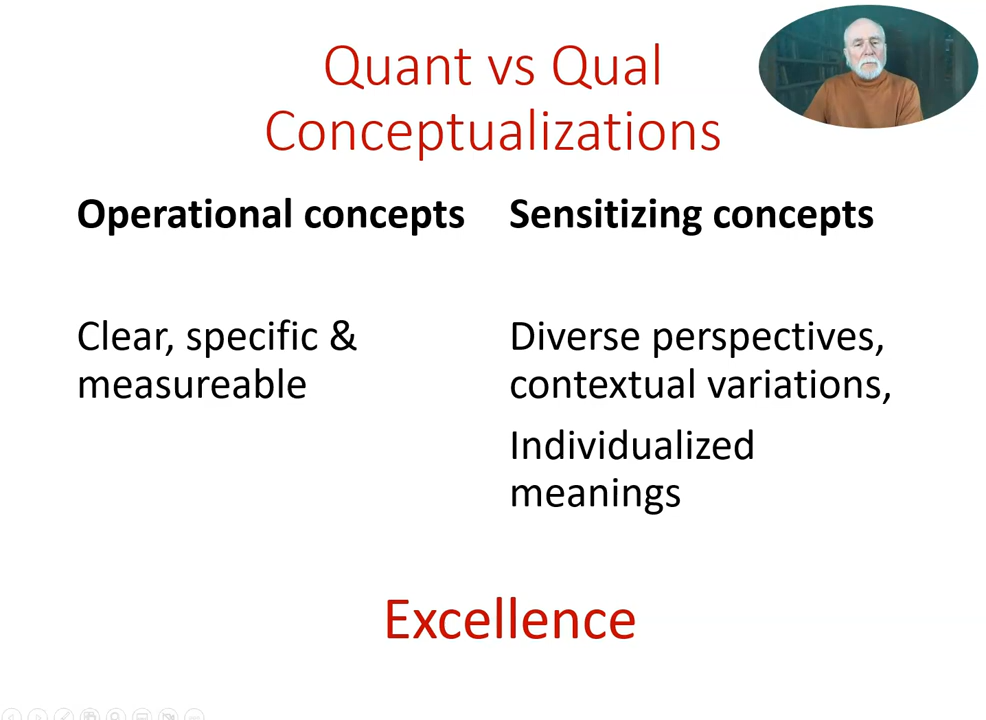 Quant vs Qual
Conceptualizations
Operational concepts
Clear, specific &
measureable
Sensitizing concepts
Diverse perspectives,
contextual variations,
Individualized
meanings
Excellence